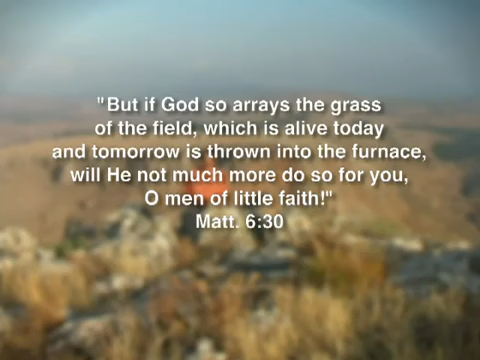 "But if God so arrays the grass
of the field, which is alive today
and tomorrow is thrown into the furnace,
will He not much more do so for you,
O men of little faith!"
Matt. 6:30